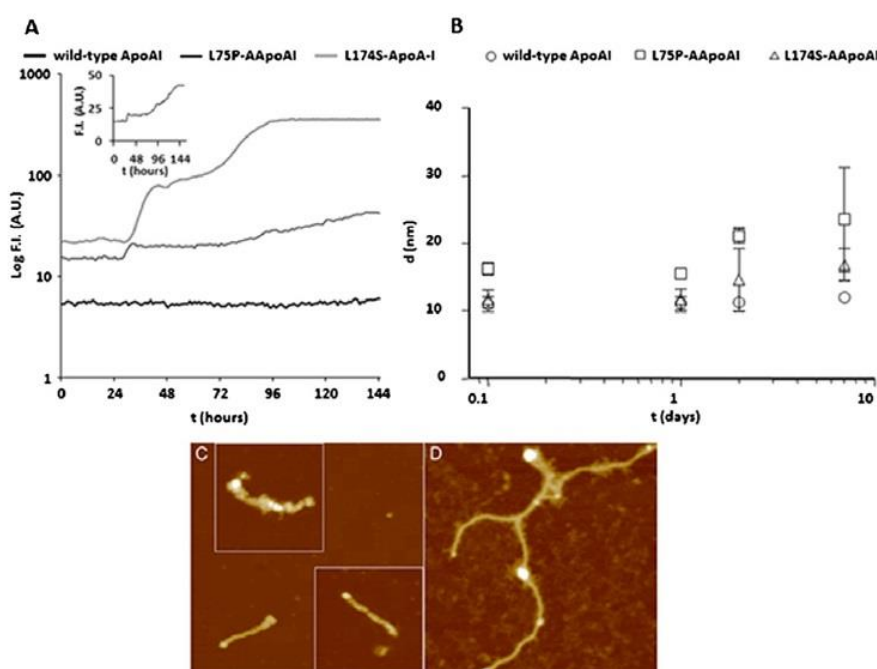 A
B
wild-type ApoAI L75P-AApoAI L174S-ApoA-I
wild-type ApoAI L75P-AApoAI L174S-AApoAI
1000
100
10
1
Log F.I. (A.U.)
0 24 48 72 96 120 144
t (hours)
50
25
0
F.I. (A.U.)
0 48 96 144
t (hours)
40
30
20
10
0
d (nm)
0.1 1 10
t (days)
C
D